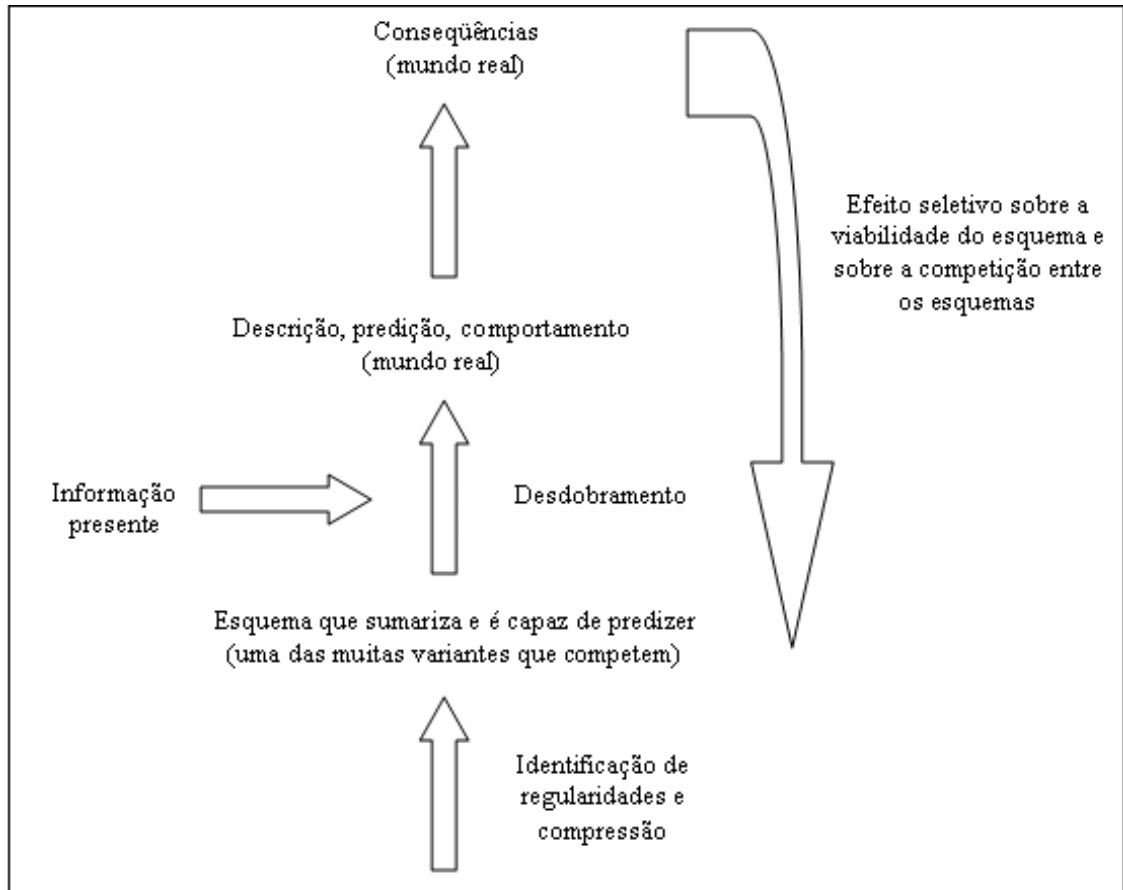 Conseqüências
(mundo real)
Efeito seletivo sobre a
viabilidade do esquema e
sobre a competição entre
os esquemas
Descrição, predição, comportamento
(mundo real)
Informação
presente
Desdobramento
Esquema que sumariza e é capaz de predizer
(uma das muitas variantes que competem)
Identificação de
regularidades e
compressão